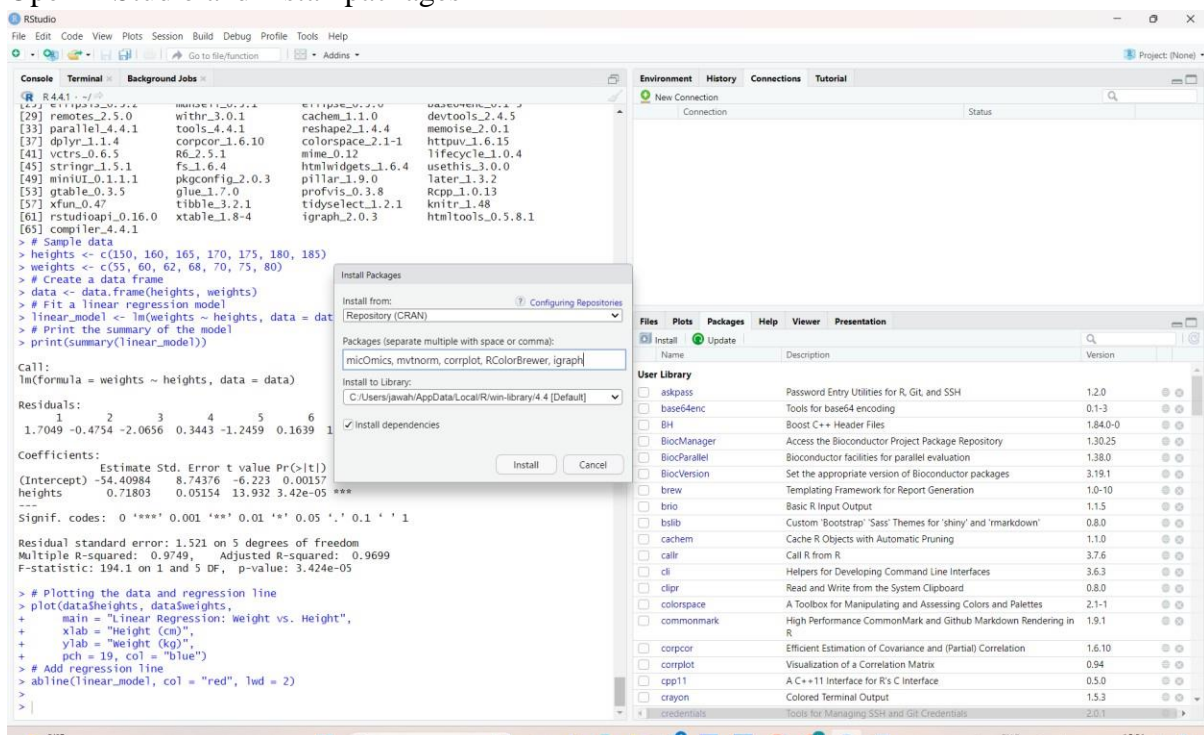 RStudio
File Edit Code View Plots Session Build Debug Profile Tools Help
Go to file/function Addins Project: (None)
Console Terminal Background Jobs
R 4.4.1 · ~/
[29] remotes_2.5.0 withr_3.0.1 cachem_1.1.0 devtools_2.4.5
[33] parallel_4.4.1 tools_4.4.1 reshape2_1.4.4 memoise_2.0.1
[37] dplyr_1.1.4 corpcor_1.6.10 colorspace_2.1-1 httpuv_1.6.15
[41] vctrs_0.6.5 R6_2.5.1 mime_0.12 lifecycle_1.0.4
[45] stringr_1.5.1 fs_1.6.4 htmlwidgets_1.6.4 usethis_3.0.0
[49] miniUI_0.1.1.1 pkgconfig_2.0.3 pillar_1.9.0 later_1.3.2
[53] gtable_0.3.5 glue_1.7.0 profvis_0.3.8 Rcpp_1.0.13
[57] xfun_0.47 tibble_3.2.1 tidyselect_1.2.1 knitr_1.48
[61] rstudioapi_0.16.0 xtable_1.8-4 igraph_2.0.3 htmltools_0.5.8.1
[65] compiler_4.4.1
> # Sample data
> heights <- c(150, 160, 165, 170, 175, 180, 185)
> weights <- c(55, 60, 62, 68, 70, 75, 80)
> # Create a data frame
> data <- data.frame(heights, weights)
> # Fit a linear regression model
> linear_model <- lm(weights ~ heights, data = dat
> # Print the summary of the model
> print(summary(linear_model))
Call:
lm(formula = weights ~ heights, data = data)
Residuals:
1 2 3 4 5 6
1.7049 -0.4754 -2.0656 0.3443 -1.2459 0.1639 1
Coefficients:
Estimate Std. Error t value Pr(>|t|)
(Intercept) -54.40984 8.74376 -6.223 0.00157
heights 0.71803 0.05154 13.932 3.42e-05 ***
---
Signif. codes: 0 '***' 0.001 '**' 0.01 '*' 0.05 '.' 0.1 ' ' 1
Residual standard error: 1.521 on 5 degrees of freedom
Multiple R-squared: 0.9749, Adjusted R-squared: 0.9699
F-statistic: 194.1 on 1 and 5 DF, p-value: 3.424e-05
> # Plotting the data and regression line
> plot(data$heights, data$weights,
+ main = "Linear Regression: Weight vs. Height",
+ xlab = "Height (cm)",
+ ylab = "Weight (kg)",
+ pch = 19, col = "blue")
> # Add regression line
> abline(linear_model, col = "red", lwd = 2)
>
>
Install Packages
Install from: Configuring Repositories
Repository (CRAN)
Packages (separate multiple with space or comma):
micOmics, mvtnorm, corrplot, RColorBrewer, igraph
Install to Library:
C:/Users/jawah/AppData/Local/R/win-library/4.4 [Default]
Install dependencies
Install Cancel
Environment History Connections Tutorial
New Connection
Connection Status
Files Plots Packages Help Viewer Presentation
Install Update
Name Description Version
User Library
askpass Password Entry Utilities for R, Git, and SSH 1.2.0
base64enc Tools for base64 encoding 0.1-3
BH Boost C++ Header Files 1.84.0-0
BiocManager Access the Bioconductor Project Package Repository 1.30.25
BiocParallel Bioconductor facilities for parallel evaluation 1.38.0
BiocVersion Set the appropriate version of Bioconductor packages 3.19.1
brew Templating Framework for Report Generation 1.0-10
brio Basic R Input Output 1.1.5
bslib Custom 'Bootstrap' 'Sass' Themes for 'shiny' and 'rmarkdown' 0.8.0
cachem Cache R Objects with Automatic Pruning 1.1.0
callr Call R from R 3.7.6
cli Helpers for Developing Command Line Interfaces 3.6.3
clipr Read and Write from the System Clipboard 0.8.0
colorspace A Toolbox for Manipulating and Assessing Colors and Palettes 2.1-1
commonmark High Performance CommonMark and Github Markdown Rendering in 1.9.1
R
corpcor Efficient Estimation of Covariance and (Partial) Correlation 1.6.10
corrplot Visualization of a Correlation Matrix 0.94
cpp11 A C++11 Interface for R's C Interface 0.5.0
crayon Colored Terminal Output 1.5.3
credentials Tools for Managing SSH and Git Credentials 2.0.1